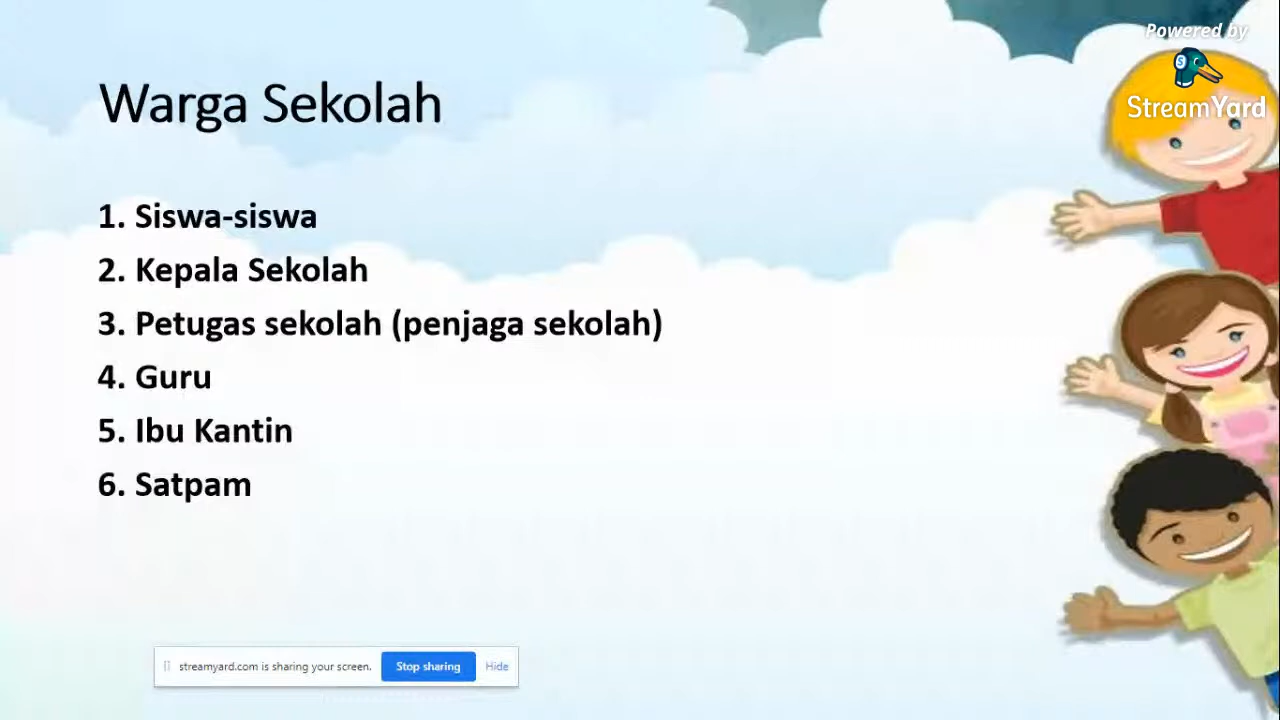 Powered by
StreamYard
Warga Sekolah
1. Siswa-siswa
2. Kepala Sekolah
3. Petugas sekolah (penjaga sekolah)
4. Guru
5. Ibu Kantin
6. Satpam
streamyard.com is sharing your screen. Stop sharing Hide